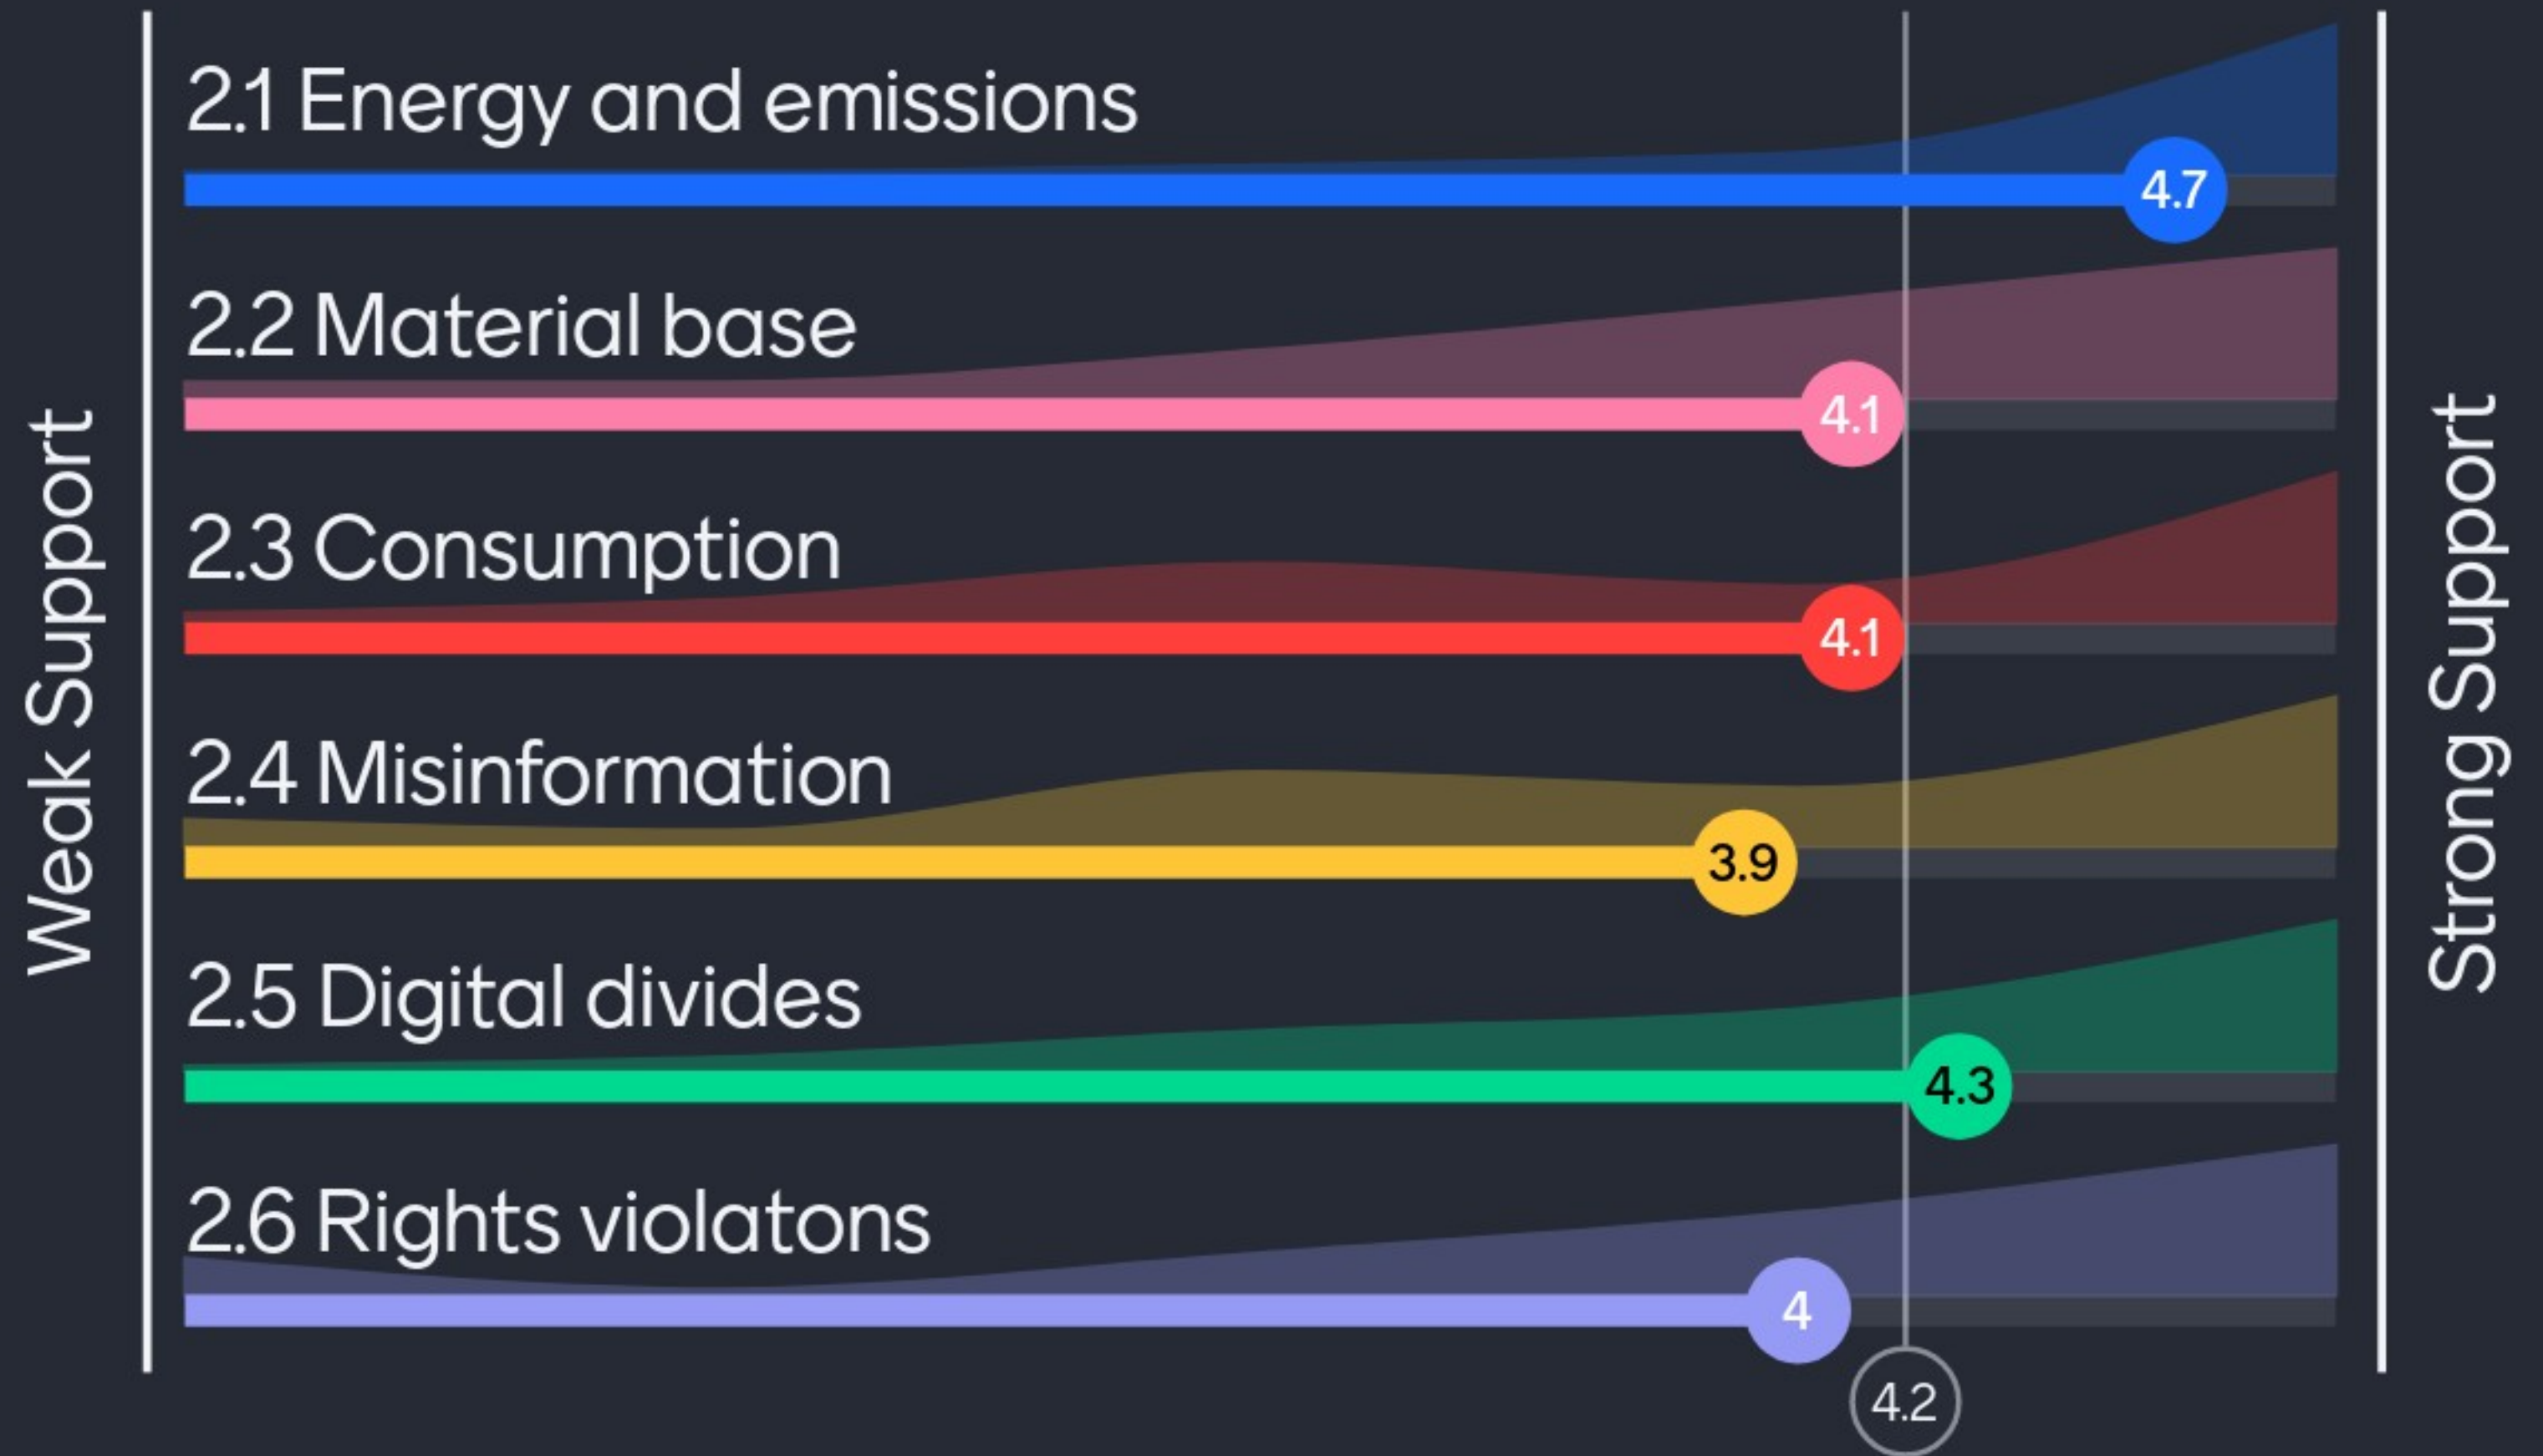 Weak Support
2.1 Energy and emissions
4.7
2.2 Material base
4.1
2.3 Consumption
4.1
2.4 Misinformation
3.9
2.5 Digital divides
4.3
2.6 Rights violatons
4
4.2
Strong Support